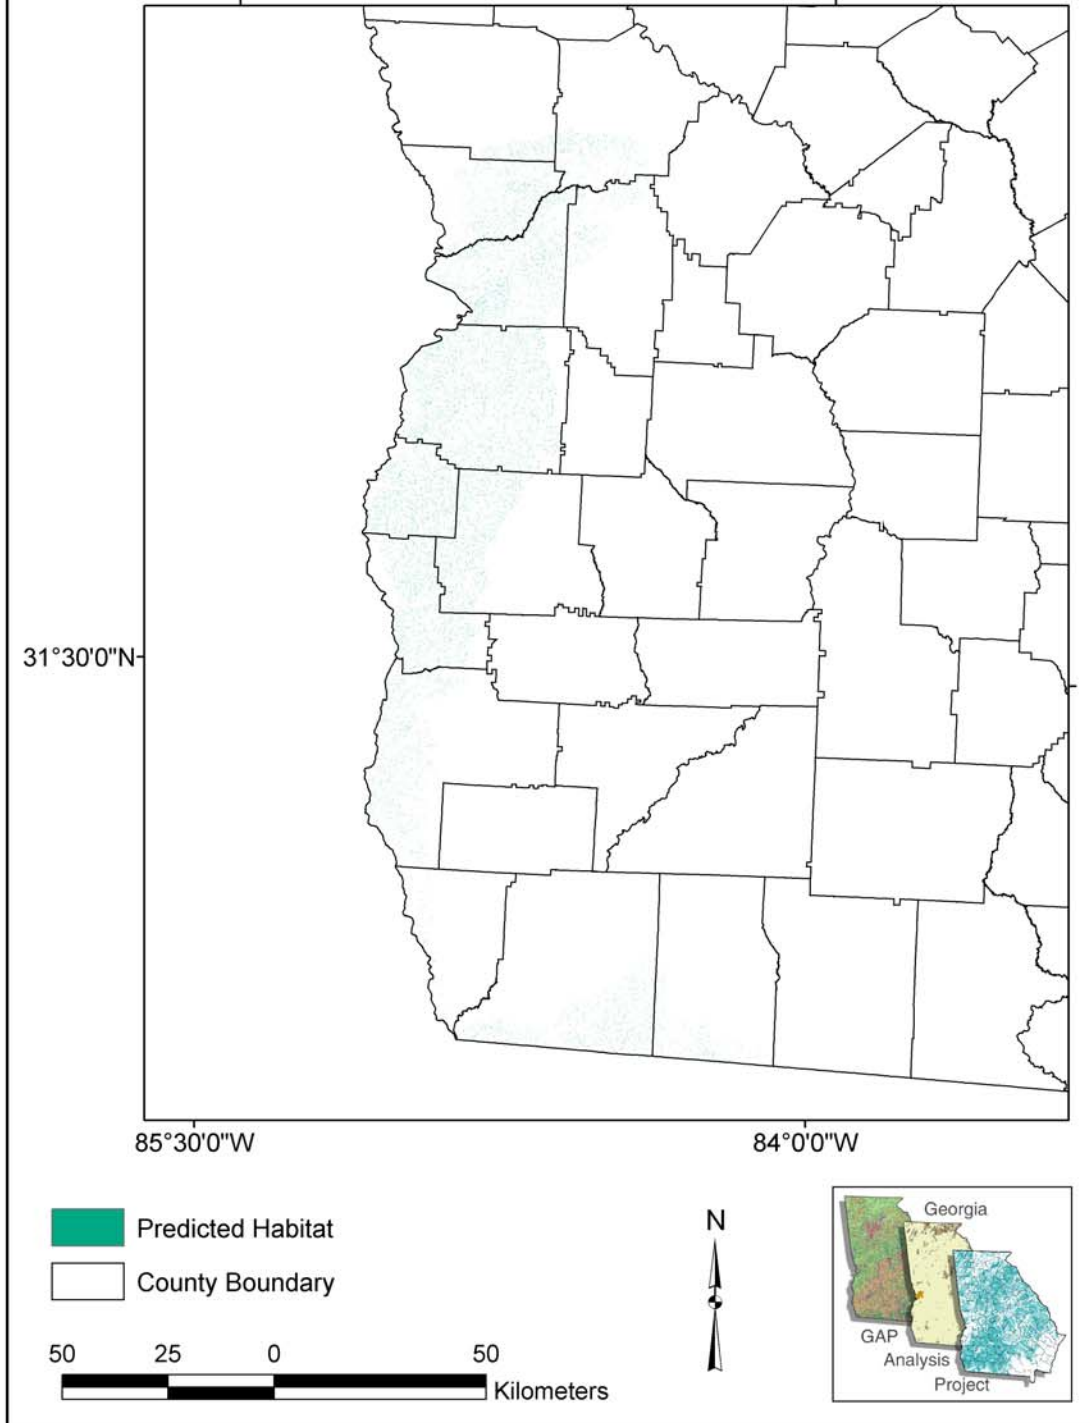 31°30'0"N
85°30'0"W
84°0'0"W
Predicted Habitat
County Boundary
50 25 0 50
Kilometers
N
Georgia
GAP
Analysis
Project